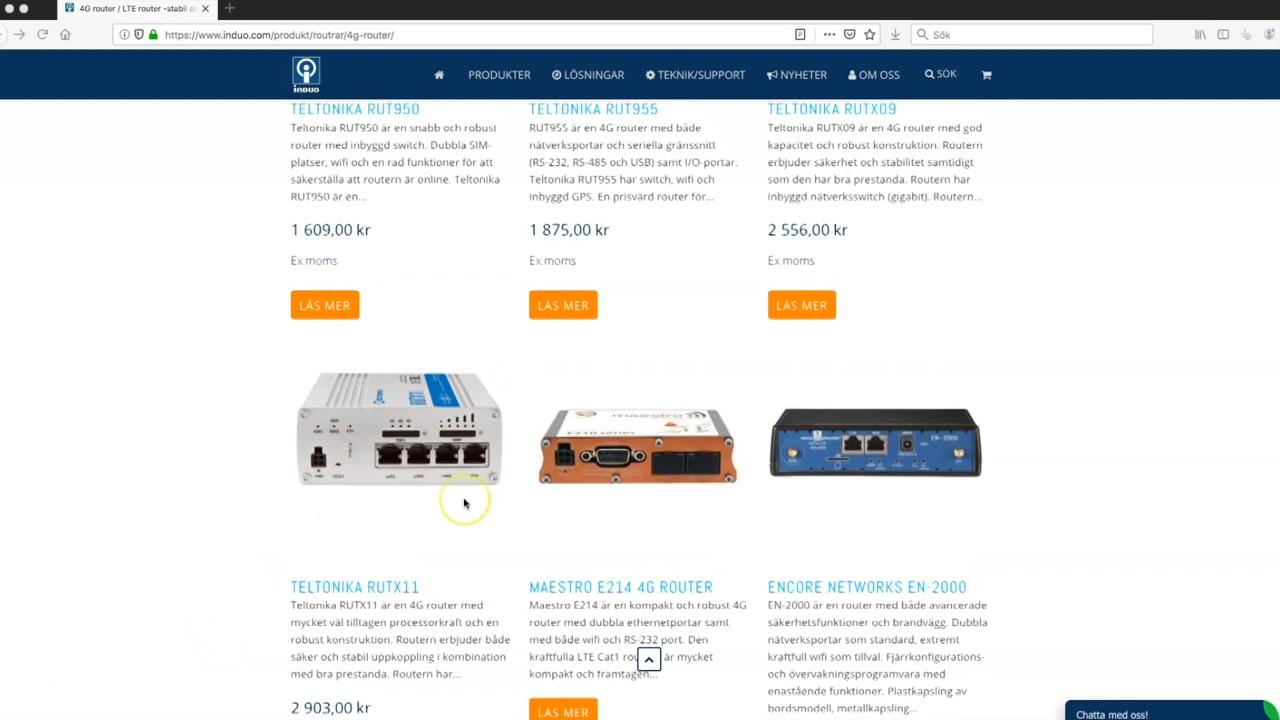 4G router / LTE router -stabil o
https://www.induo.com/produkt/routrar/4g-router/
Sök
INDUO
PRODUKTER
LÖSNINGAR
TEKNIK/SUPPORT
NYHETER
OM OSS
SÖK
TELTONIKA RUT950
Teltonika RUT950 är en snabb och robust
router med inbyggd switch. Dubbla SIM-
platser, wifi och en rad funktioner för att
säkerställa att routern är online. Teltonika
RUT950 är en...
1 609,00 kr
Ex.moms
LÄS MER
TELTONIKA RUT955
RUT955 är en 4G router med både
nätverksportar och seriella gränssnitt
(RS-232, RS-485 och USB) samt I/O-portar.
Teltonika RUT955 har switch, wifi och
inbyggd GPS. En prisvärd router för...
1 875,00 kr
Ex.moms
LÄS MER
TELTONIKA RUTX09
Teltonika RUTX09 är en 4G router med god
kapacitet och robust konstruktion. Routern
erbjuder säkerhet och stabilitet samtidigt
som den har bra prestanda. Routern har
inbyggd nätverksswitch (gigabit). Routern...
2 556,00 kr
Ex.moms
LÄS MER
maestro
E210 series
EN-2000
TELTONIKA RUTX11
Teltonika RUTX11 är en 4G router med
mycket väl tilltagen processorkraft och en
robust konstruktion. Routern erbjuder både
säker och stabil uppkoppling i kombination
med bra prestanda. Routern har...
2 903,00 kr
MAESTRO E214 4G ROUTER
Maestro E214 är en kompakt och robust 4G
router med dubbla ethernetportar samt
med både wifi och RS-232 port. Den
kraftfulla LTE Cat1 rou är mycket
kompakt och framtagen...
LÄS MER
ENCORE NETWORKS EN-2000
EN-2000 är en router med både avancerade
säkerhetsfunktioner och brandvägg. Dubbla
nätverksportar som standard, extremt
kraftfull wifi som tillval. Fjärrkonfigurations-
och övervakningsprogramvara med
enastående funktioner. Plastkapsling av
bordsmodell, metallkapsling...
Chatta med oss!